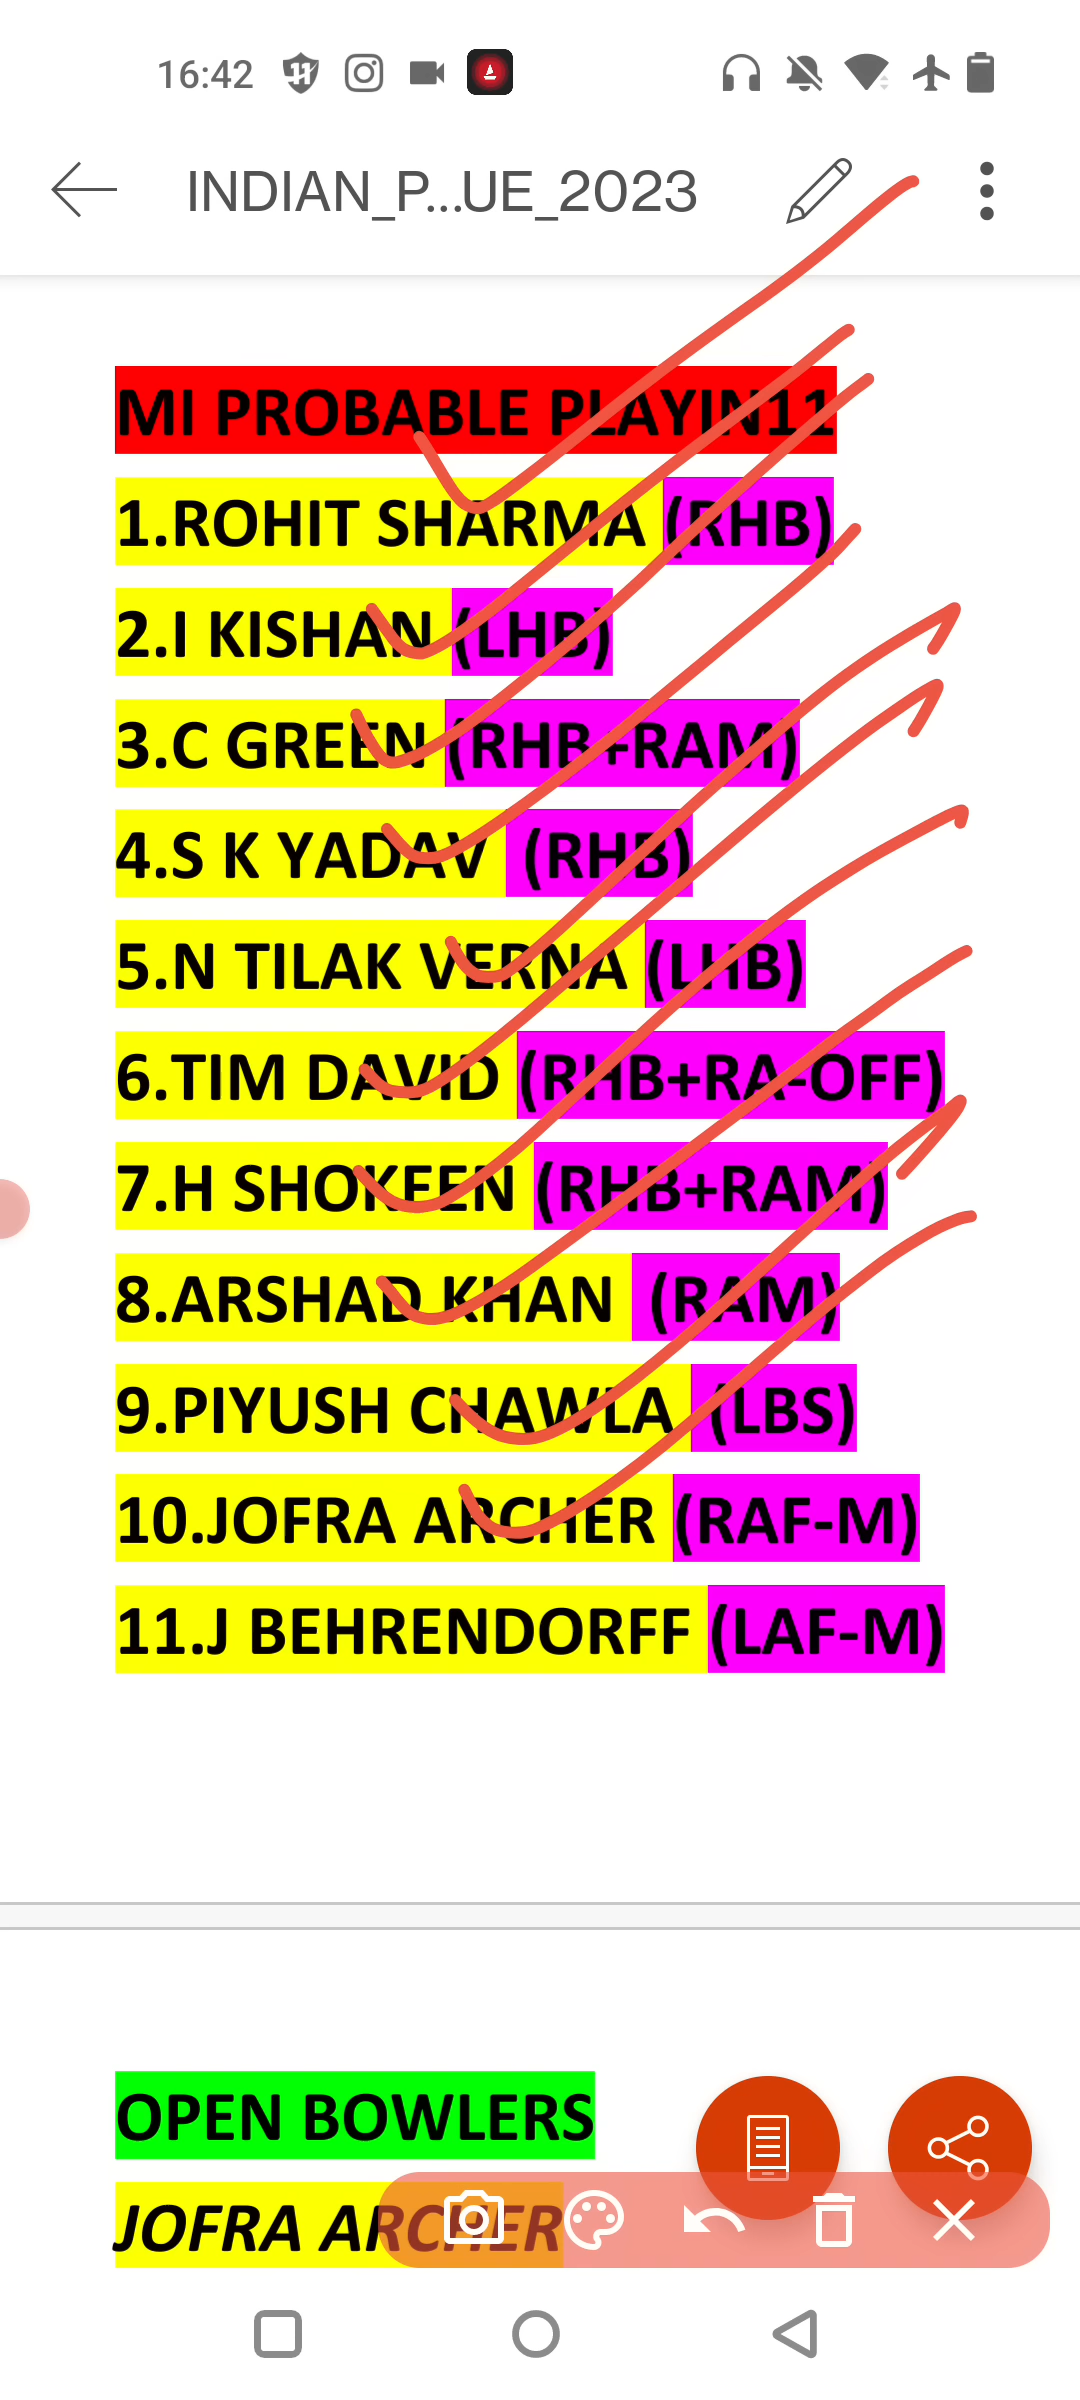 16:42
INDIAN_P...UE_2023
MI PROBABLE PLAYIN11
1.ROHIT SHARMA (RHB)
2.I KISHAN (LHB)
3.C GREEN (RHB+RAM)
4.S K YADAV (RHB)
5.N TILAK VERNA (LHB)
6.TIM DAVID (RHB+RA-OFF)
7.H SHOKEEN (RHB+RAM)
8.ARSHAD KHAN (RAM)
9.PIYUSH CHAWLA (LBS)
10.JOFRA ARCHER (RAF-M)
11.J BEHRENDORFF (LAF-M)
OPEN BOWLERS
JOFRA ARCHER